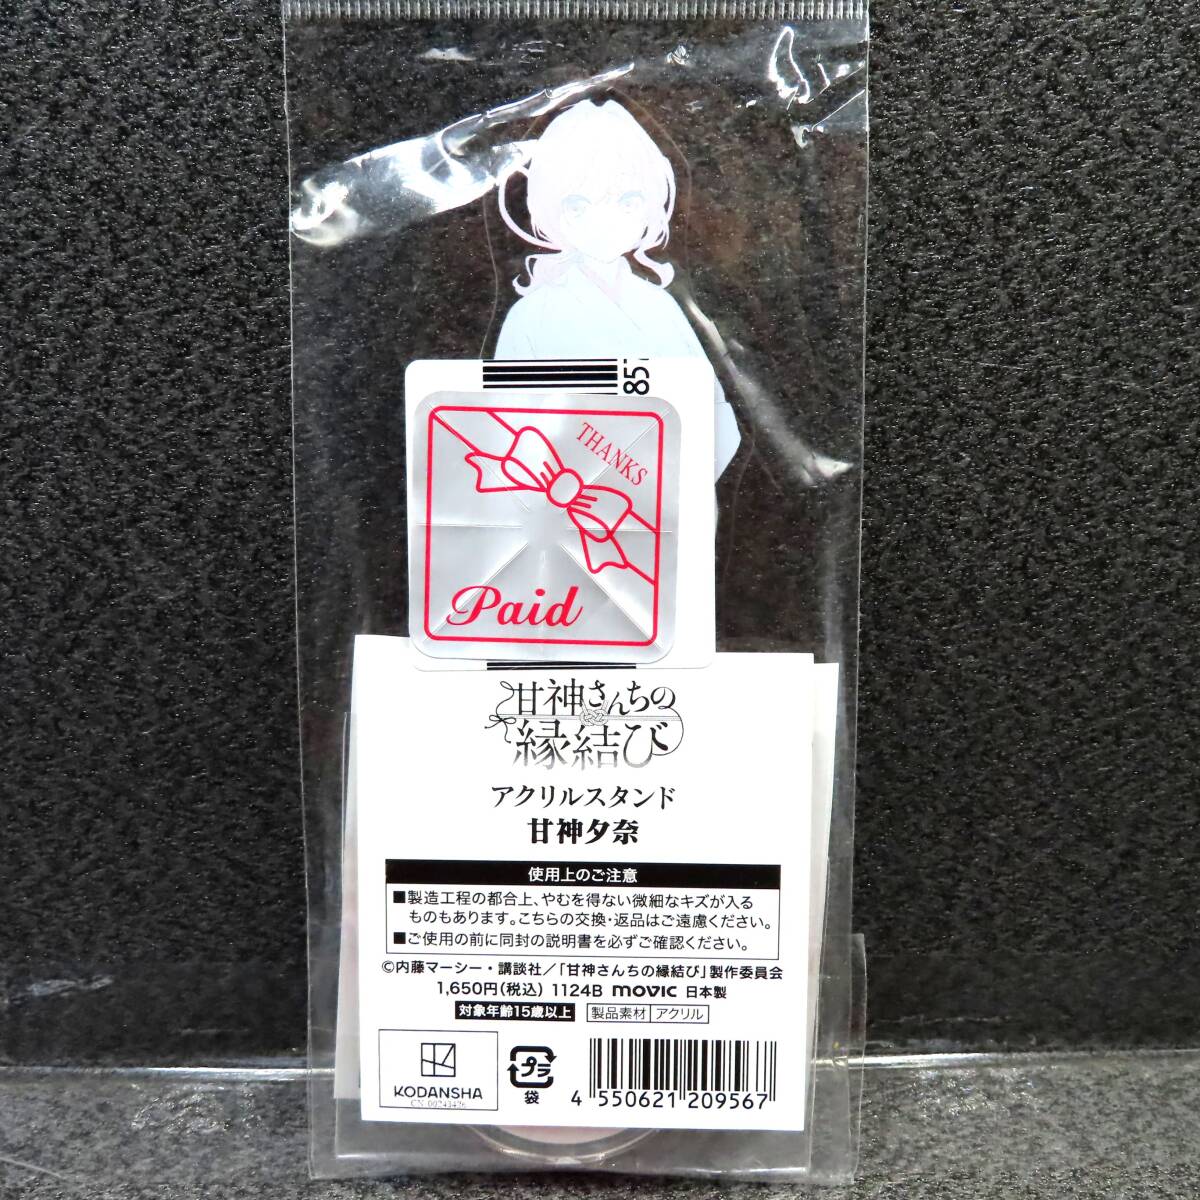 857
THANKS
Paid
甘神さんちの
縁結び
アクリルスタンド
甘神夕奈
使用上のご注意
■製造工程の都合上、やむを得ない微細なキズが入る
ものもあります。こちらの交換・返品はご遠慮ください。
■ご使用の前に同封の説明書を必ずご確認ください。
©内藤マーシー・講談社／「甘神さんちの縁結び」製作委員会
1,650円(税込) 1124B movic 日本製
対象年齢15歳以上 製品素材 アクリル
KODANSHA
CN 00243426
プラ
袋
4 550621 209567